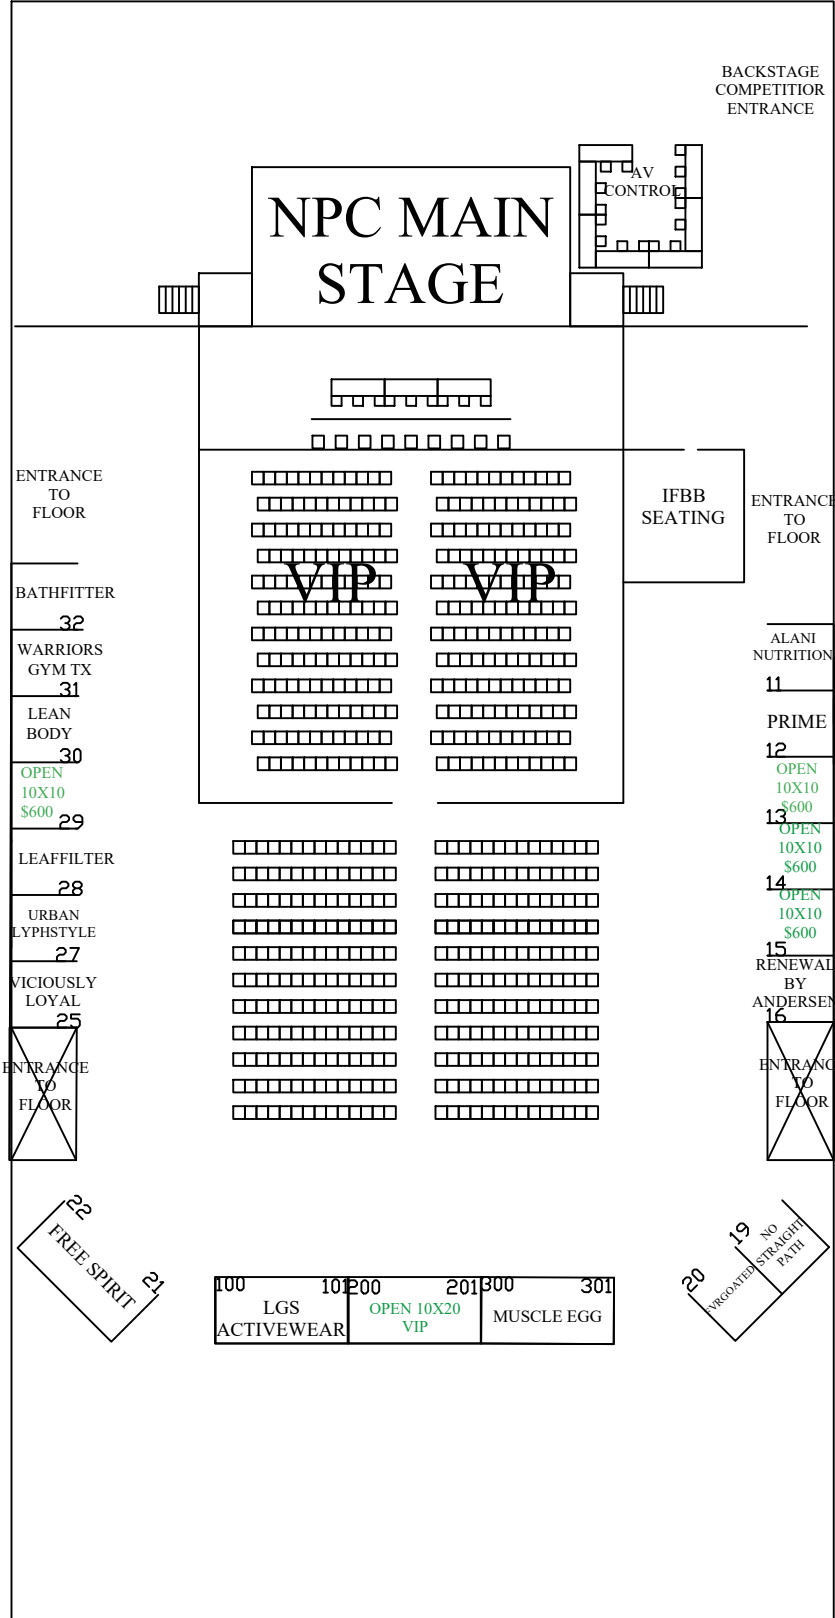 BACKSTAGE
COMPETITIOR
ENTRANCE
AV
CONTROL
NPC MAIN
STAGE
ENTRANCE
TO
FLOOR
IFBB
SEATING
ENTRANCE
TO
FLOOR
VIP
VIP
BATHFITTER
32
WARRIORS
GYM TX
31
LEAN
BODY
30
OPEN
10X10
$600
29
LEAFFILTER
28
URBAN
LYPHSTYLE
27
VICIOUSLY
LOYAL
25
ENTRANCE
TO
FLOOR
ALANI
NUTRITION
11
PRIME
12
OPEN
10X10
$600
13
OPEN
10X10
$600
14
OPEN
10X10
$600
15
RENEWAL
BY
ANDERSEN
16
ENTRANCE
TO
FLOOR
22
FREE SPIRIT
21
100
101
LGS
ACTIVEWEAR
200
201
OPEN 10X20
VIP
300
301
MUSCLE EGG
19
NO
STRAIGHT
PATH
20
EVRGOATED